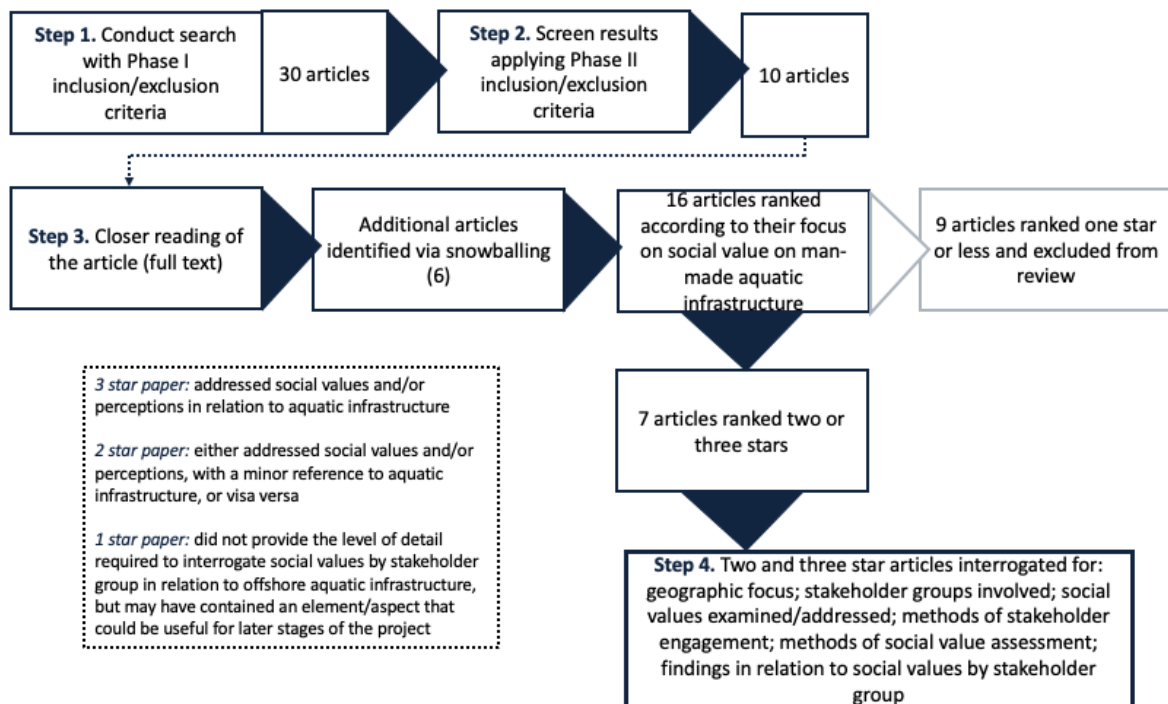 Step 1. Conduct search
with Phase I
inclusion/exclusion
criteria
30 articles
Step 2. Screen results
applying Phase II
inclusion/exclusion
criteria
10 articles
Step 3. Closer reading of
the article (full text)
Additional articles
identified via snowballing
(6)
16 articles ranked
according to their focus
on social value on man-
made aquatic
infrastructure
9 articles ranked one star
or less and excluded from
review
3 star paper: addressed social values and/or
perceptions in relation to aquatic infrastructure
2 star paper: either addressed social values and/or
perceptions, with a minor reference to aquatic
infrastructure, or visa versa
1 star paper: did not provide the level of detail
required to interrogate social values by stakeholder
group in relation to offshore aquatic infrastructure,
but may have contained an element/aspect that
could be useful for later stages of the project
7 articles ranked two or
three stars
Step 4. Two and three star articles interrogated for:
geographic focus; stakeholder groups involved; social
values examined/addressed; methods of stakeholder
engagement; methods of social value assessment;
findings in relation to social values by stakeholder
group